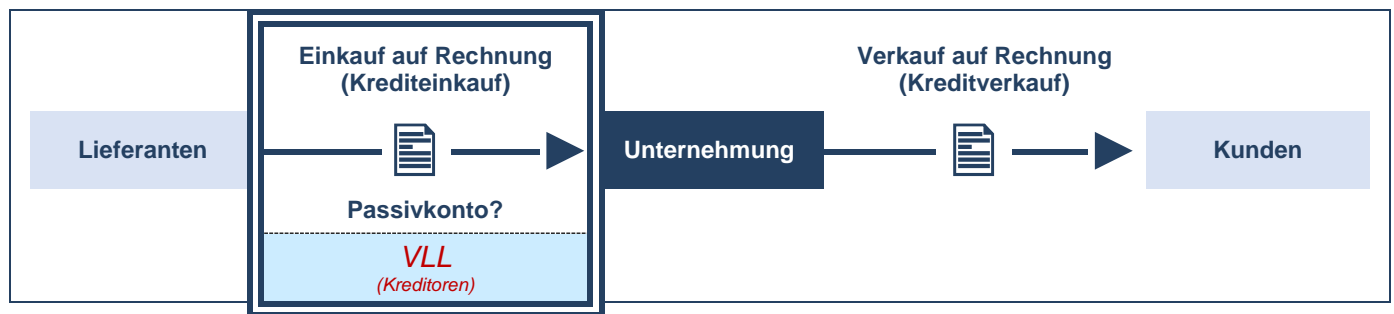 Einkauf auf Rechnung
(Krediteinkauf)
Verkauf auf Rechnung
(Kreditverkauf)
Lieferanten
Unternehmung
Kunden
Passivkonto?
VLL
(Kreditoren)